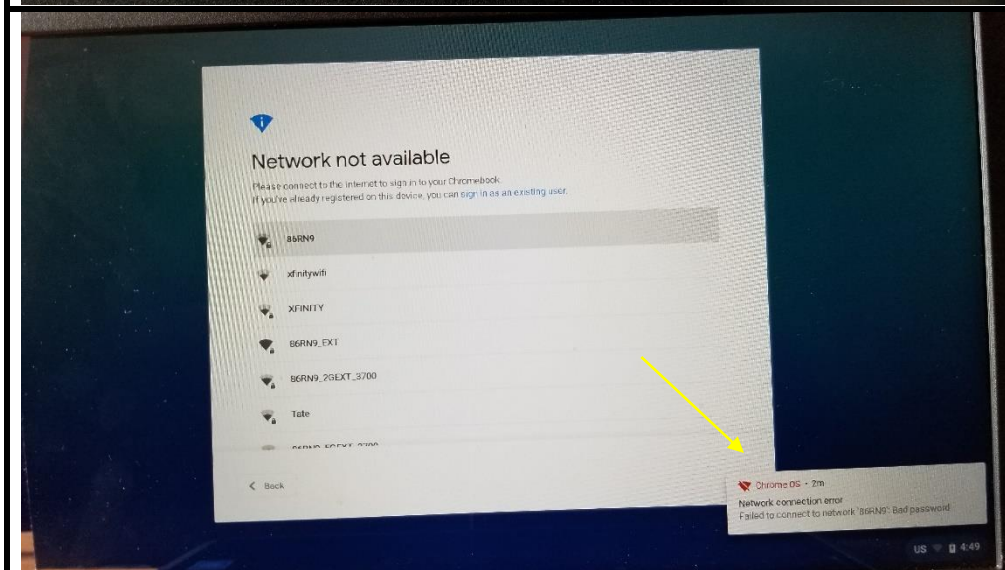 Network not available
Please connect to the internet to sign in to your Chromebook.
If you're already registered on this device, you can sign in as an existing user.
86RN9
xfinitywifi
XFINITY
86RN9_EXT
86RN9_2GEXT_3700
Tate
Back
Chrome OS • 2m
Network connection error
Failed to connect to network '86RN9': Bad password
US 4:49